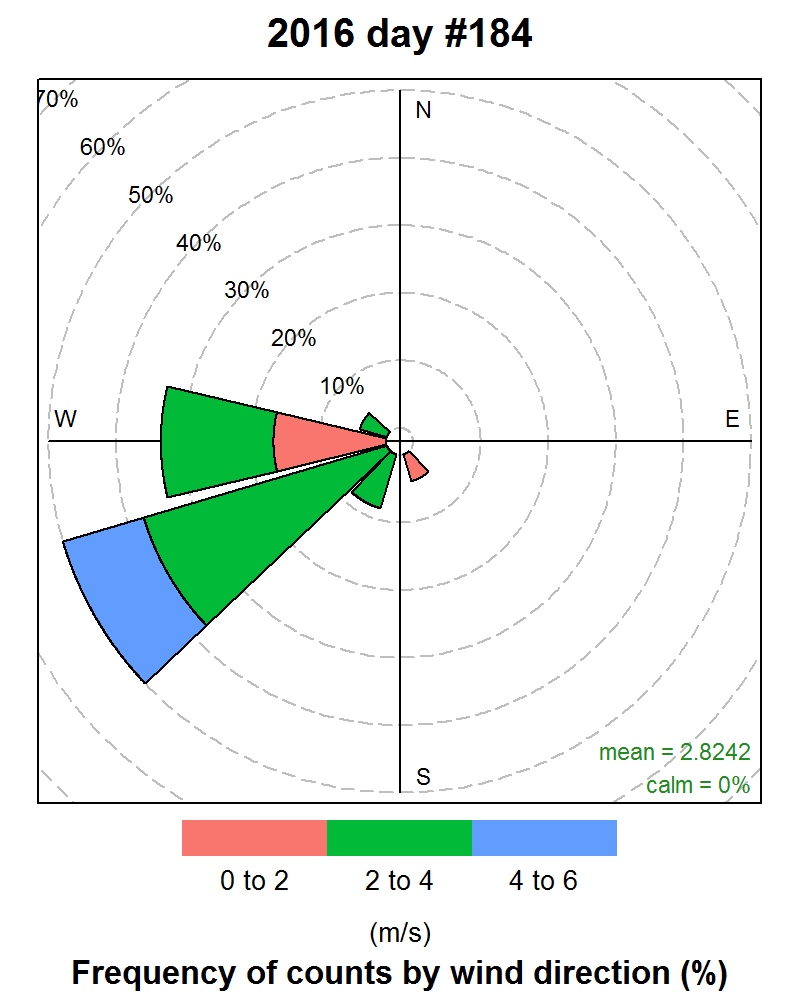 2016 day #184
70%
N
60%
50%
40%
30%
20%
10%
W
E
mean = 2.8242
S
calm = 0%
0 to 2
2 to 4
4 to 6
(m/s)
Frequency of counts by wind direction (%)